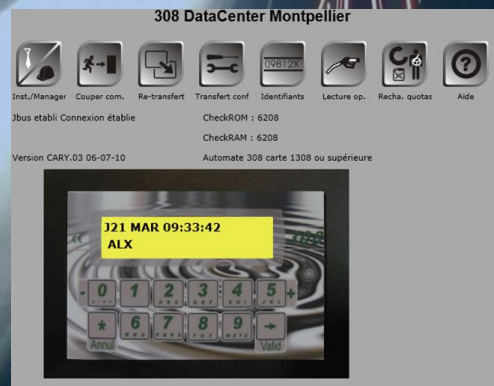 308 DataCenter Montpellier
09812X
Inst./Manager Couper com. Re-transfert Transfert conf Identifiants Lecture op. Recha. quotas Aide
Jbus etabli Connexion établie CheckROM : 6208
CheckRAM : 6208
Version CARY.03 06-07-10 Automate 308 carte 1308 ou supérieure
J21 MAR 09:33:42
ALX
- 0 1 2 3 4 5 +
* 6 7 8 9
Annul Valid